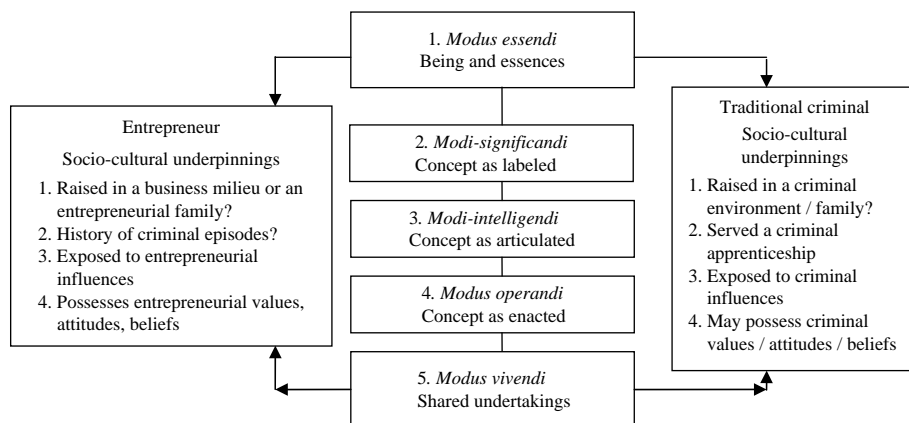 1. Modus essendi
Being and essences
Entrepreneur
Socio-cultural underpinnings
1. Raised in a business milieu or an
entrepreneurial family?
2. History of criminal episodes?
3. Exposed to entrepreneurial
influences
4. Possesses entrepreneurial values,
attitudes, beliefs
2. Modi-significandi
Concept as labeled
3. Modi-intelligendi
Concept as articulated
4. Modus operandi
Concept as enacted
5. Modus vivendi
Shared undertakings
Traditional criminal
Socio-cultural
underpinnings
1. Raised in a criminal
environment / family?
2. Served a criminal
apprenticeship
3. Exposed to criminal
influences
4. May possess criminal
values / attitudes / beliefs